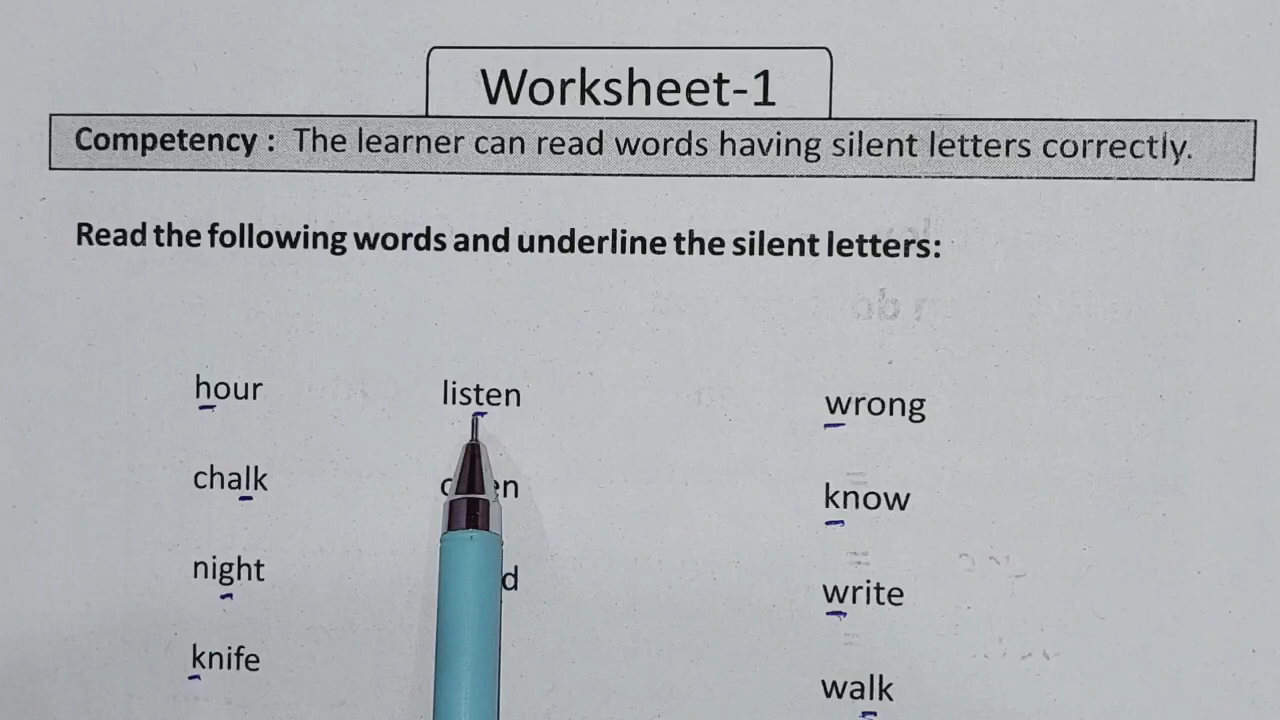 Worksheet-1
Competency : The learner can read words having silent letters correctly.
Read the following words and underline the silent letters:
hour listen wrong
chalk know
night write
knife walk